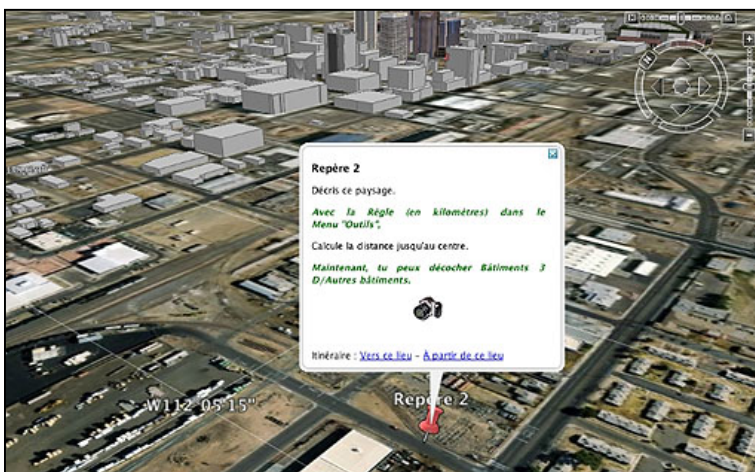 Repère 2
Décris ce paysage.
Avec la Règle (en kilomètres) dans le
Menu "Outils",
Calcule la distance jusqu'au centre.
Maintenant, tu peux décocher Bâtiments 3
D/Autres bâtiments.
Itinéraire : Vers ce lieu - À partir de ce lieu
W112 05'15"
Repère 2